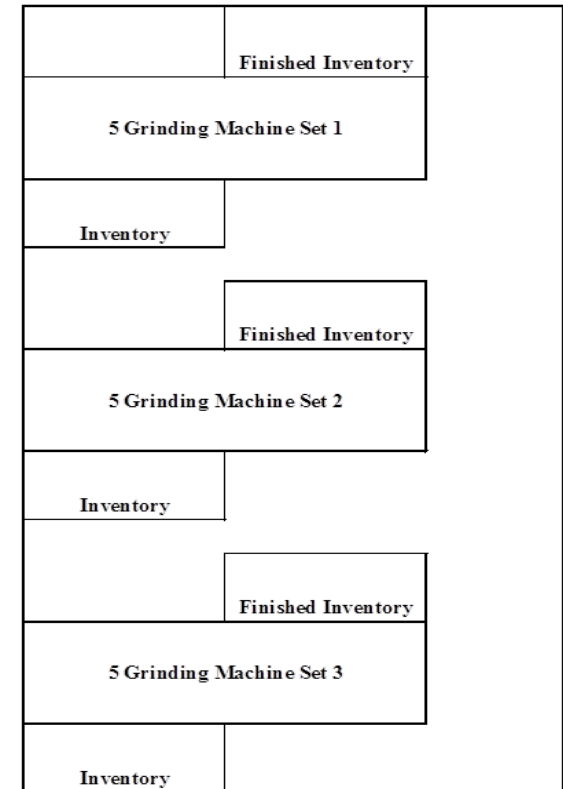 Finished Inventory
5 Grinding Machine Set 1
Inventory
Finished Inventory
5 Grinding Machine Set 2
Inventory
Finished Inventory
5 Grinding Machine Set 3
Inventory